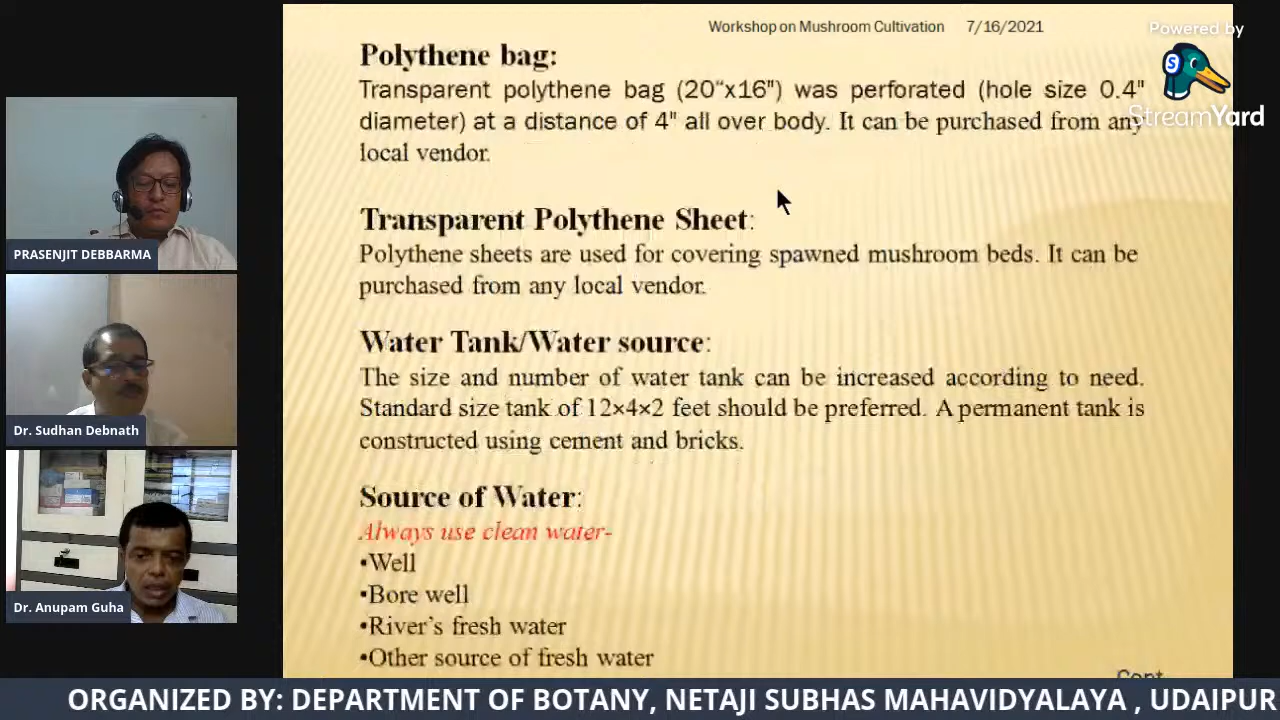 Workshop on Mushroom Cultivation 7/16/2021
Powered by
StreamYard
Polythene bag:
Transparent polythene bag (20“x16") was perforated (hole size 0.4"
diameter) at a distance of 4" all over body. It can be purchased from any
local vendor.
Transparent Polythene Sheet:
Polythene sheets are used for covering spawned mushroom beds. It can be
purchased from any local vendor.
Water Tank/Water source:
The size and number of water tank can be increased according to need.
Standard size tank of 12×4×2 feet should be preferred. A permanent tank is
constructed using cement and bricks.
Source of Water:
Always use clean water-
•Well
•Bore well
•River’s fresh water
•Other source of fresh water
PRASENJIT DEBBARMA
Dr. Sudhan Debnath
Dr. Anupam Guha
ORGANIZED BY: DEPARTMENT OF BOTANY, NETAJI SUBHAS MAHAVIDYALAYA , UDAIPUR